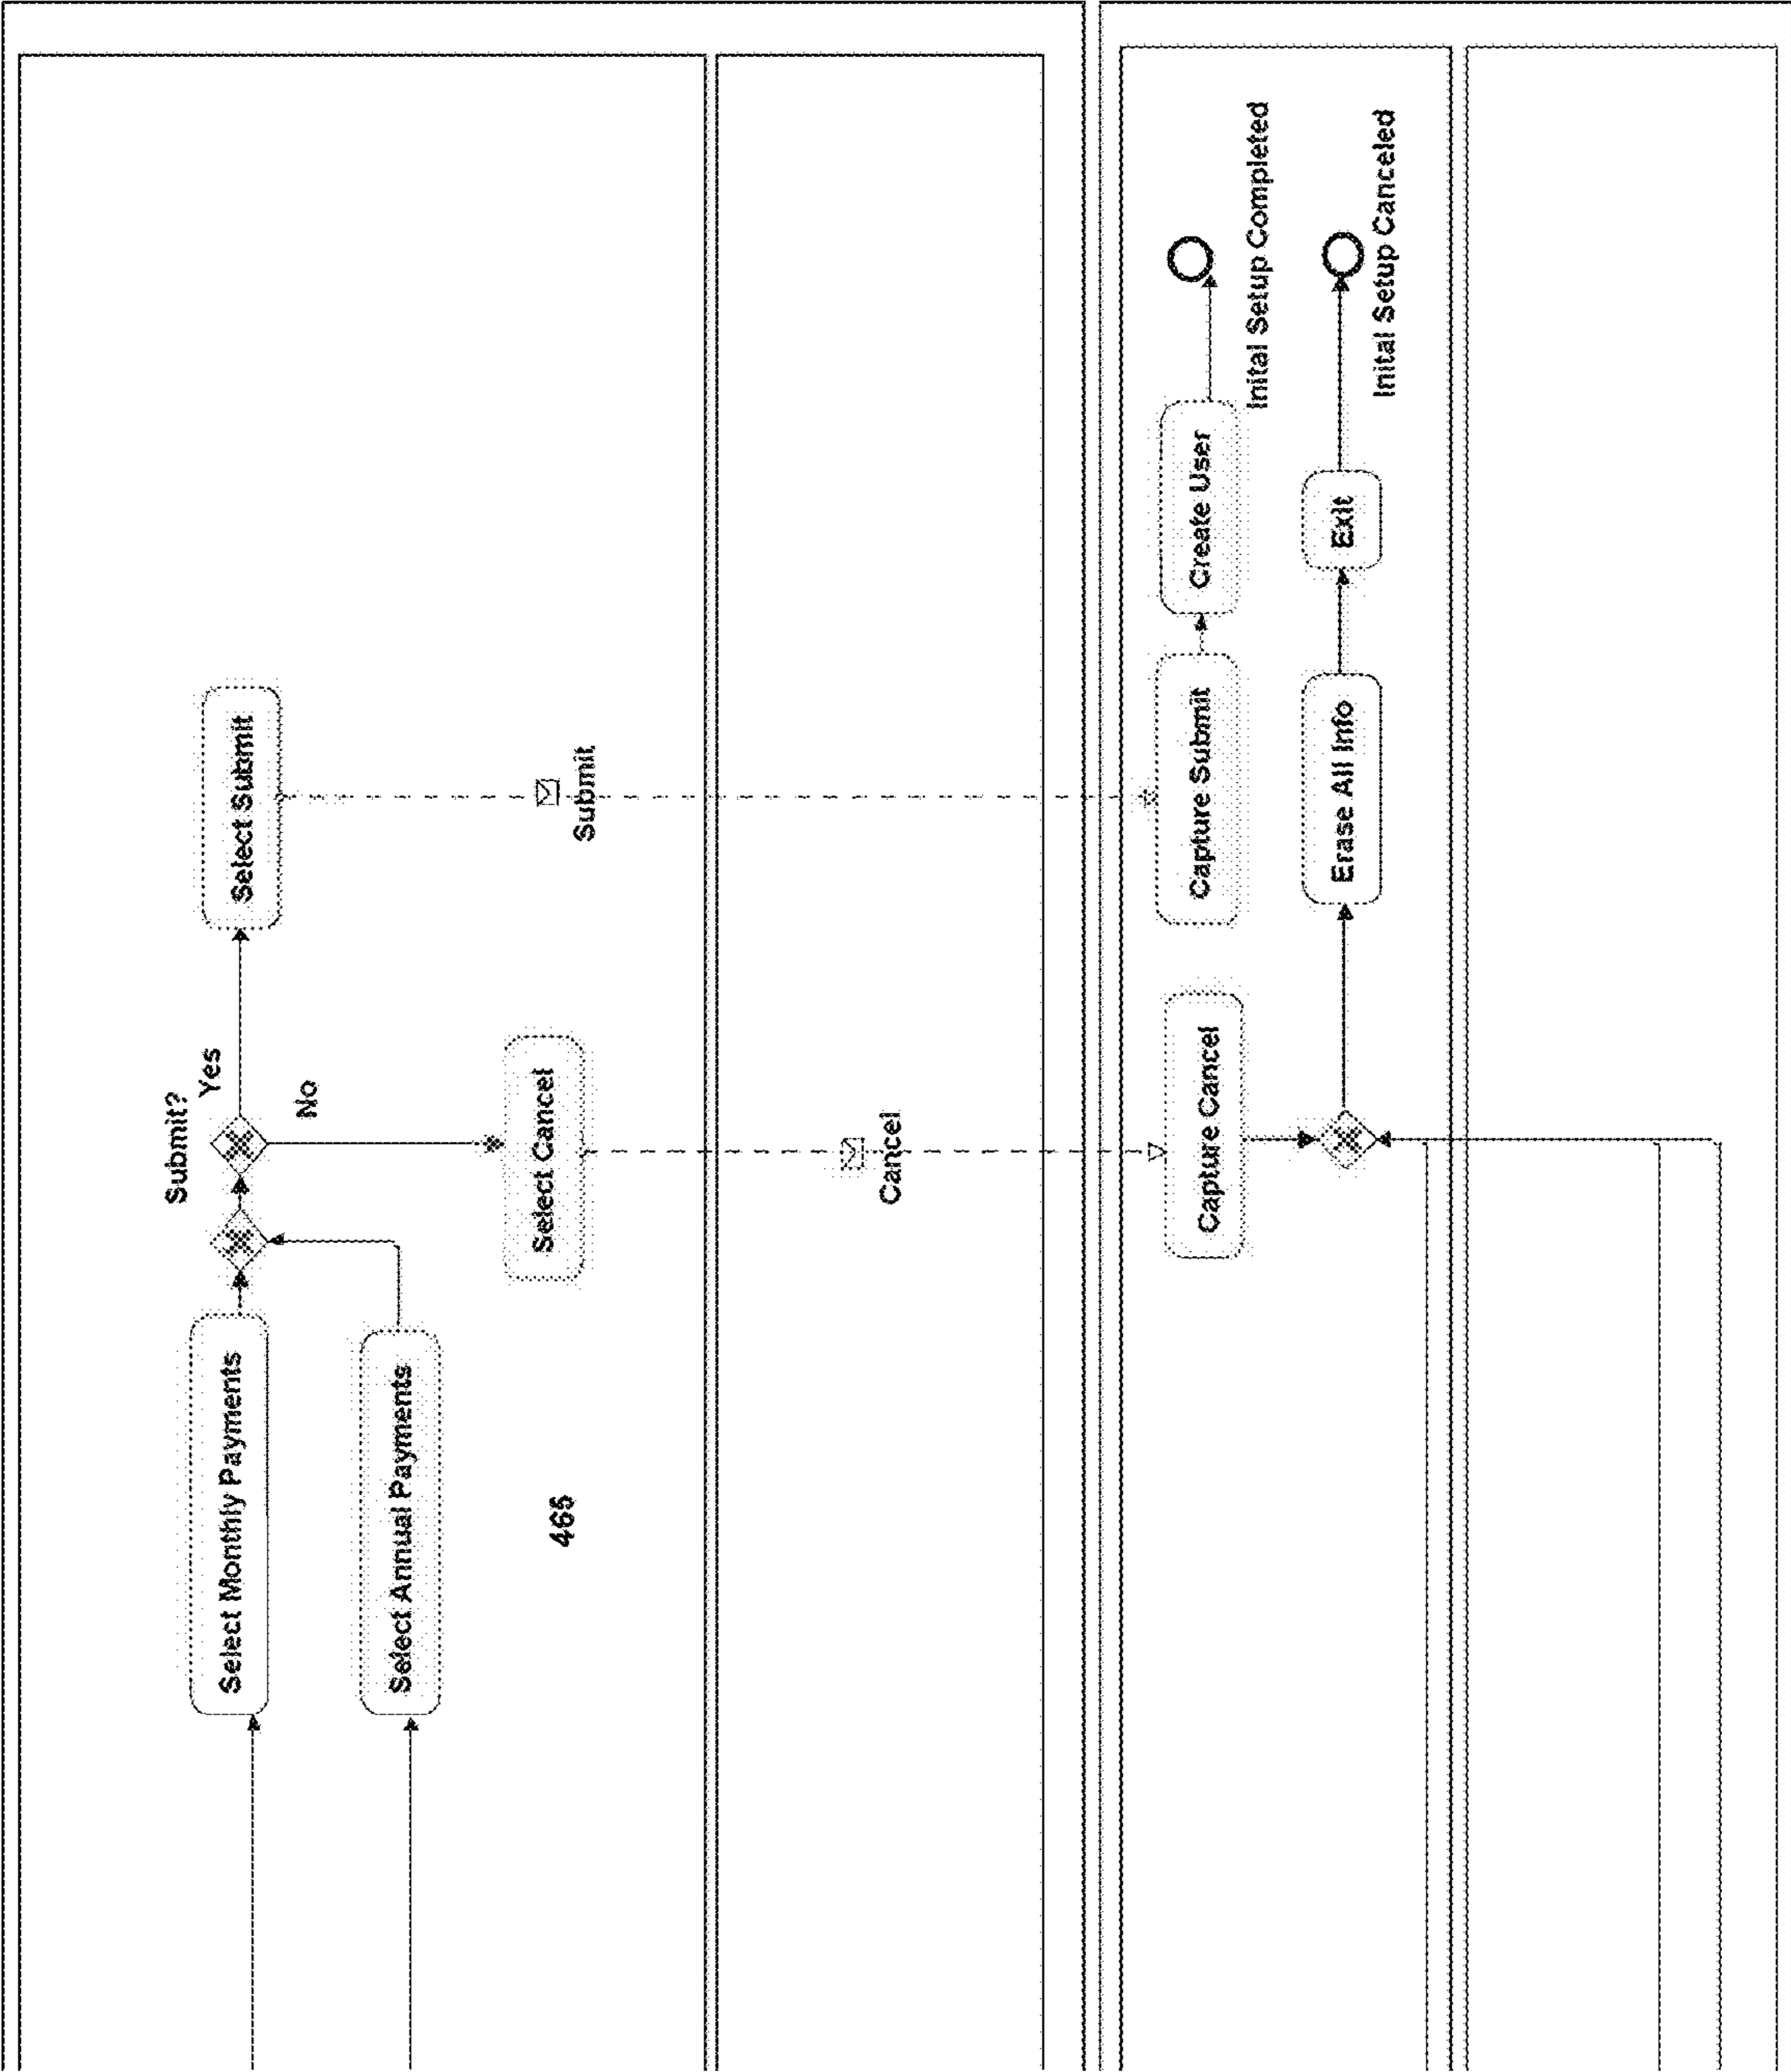 Select Monthly Payments
Submit?
Yes
No
Select Submit
Select Annual Payments
465
Select Cancel
Submit
Cancel
Capture Cancel
Capture Submit
Create User
Inital Setup Completed
Erase All Info
Exit
Inital Setup Canceled